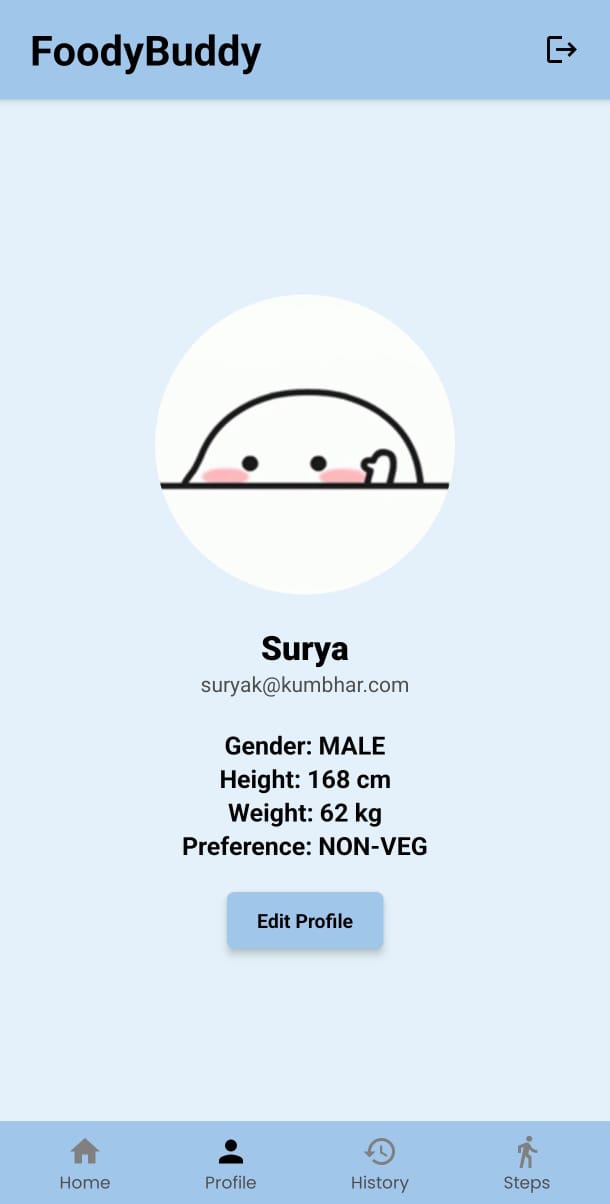 FoodyBuddy
Surya
suryak@kumbhar.com
Gender: MALE
Height: 168 cm
Weight: 62 kg
Preference: NON-VEG
Edit Profile
Home Profile History Steps